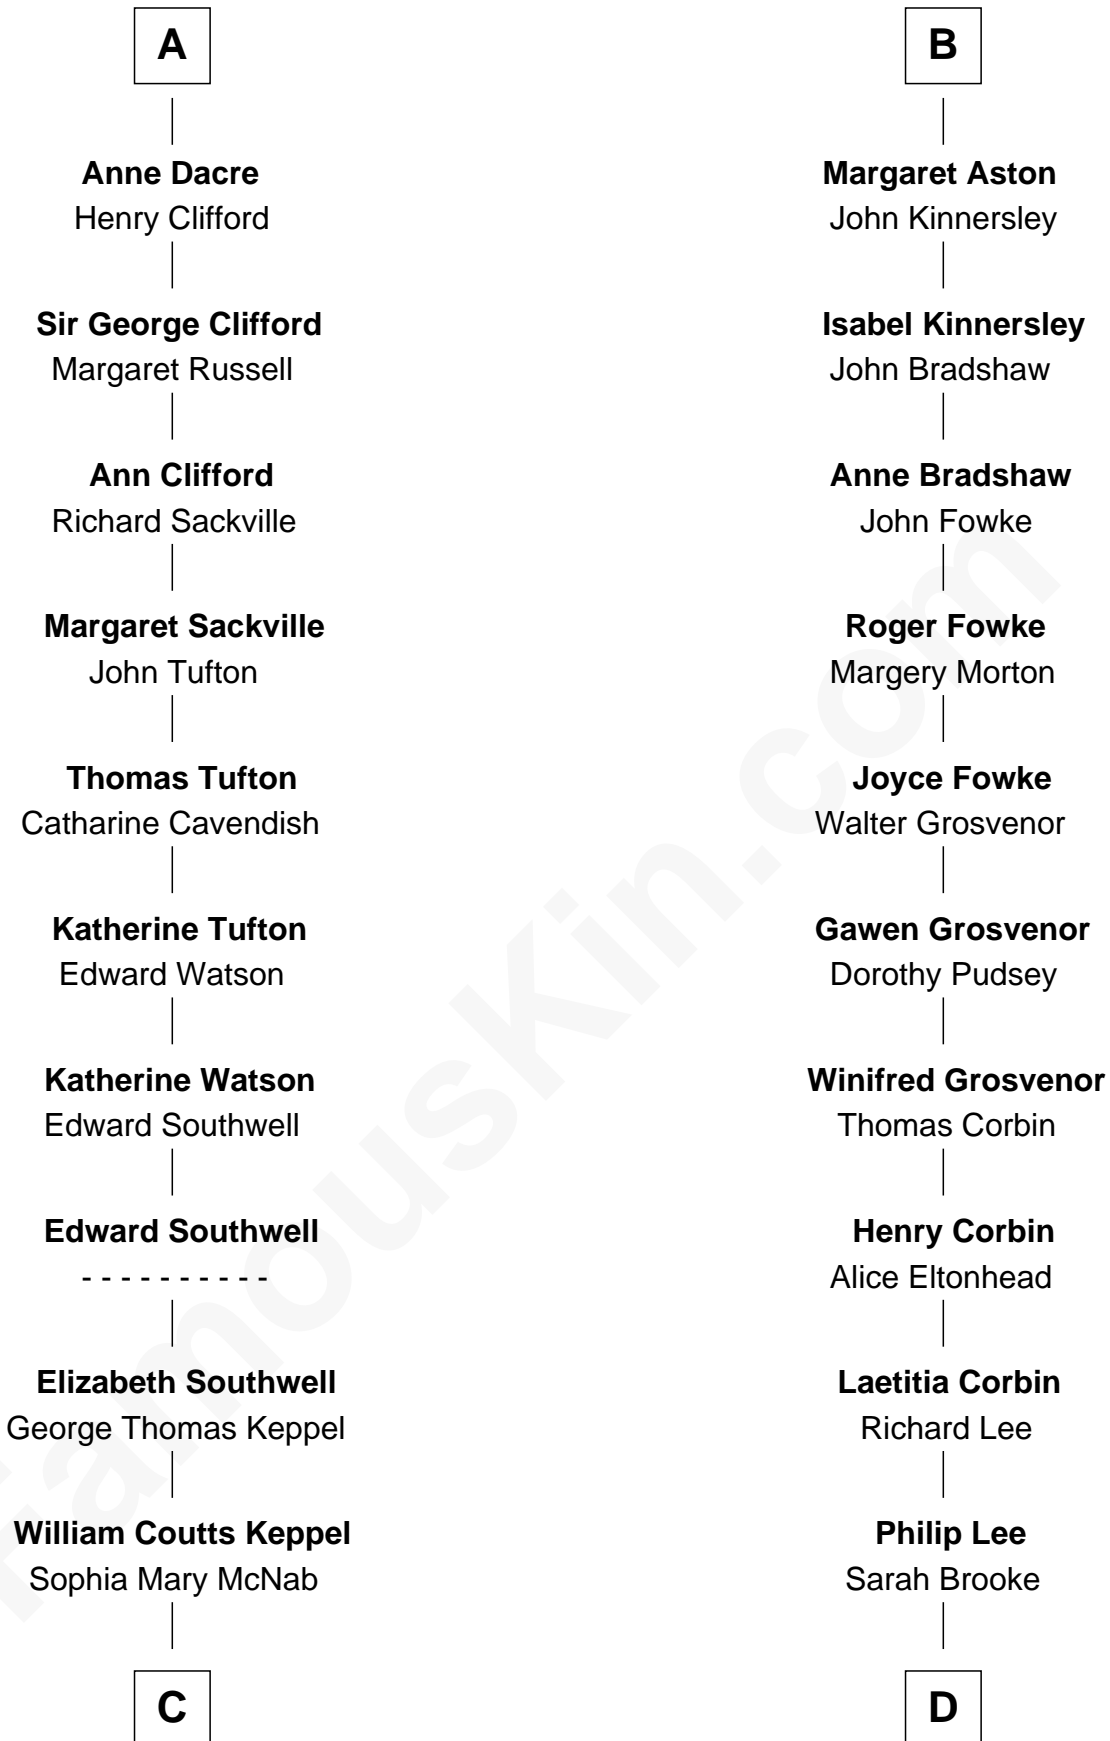 A
Anne Dacre
Henry Clifford
Sir George Clifford
Margaret Russell
Ann Clifford
Richard Sackville
Margaret Sackville
John Tufton
Thomas Tufton
Catharine Cavendish
Katherine Tufton
Edward Watson
Katherine Watson
Edward Southwell
Edward Southwell
- - - - - - - - - -
Elizabeth Southwell
George Thomas Keppel
William Coutts Keppel
Sophia Mary McNab
C
B
Margaret Aston
John Kinnersley
Isabel Kinnersley
John Bradshaw
Anne Bradshaw
John Fowke
Roger Fowke
Margery Morton
Joyce Fowke
Walter Grosvenor
Gawen Grosvenor
Dorothy Pudsey
Winifred Grosvenor
Thomas Corbin
Henry Corbin
Alice Eltonhead
Laetitia Corbin
Richard Lee
Philip Lee
Sarah Brooke
D
FamousKin.com